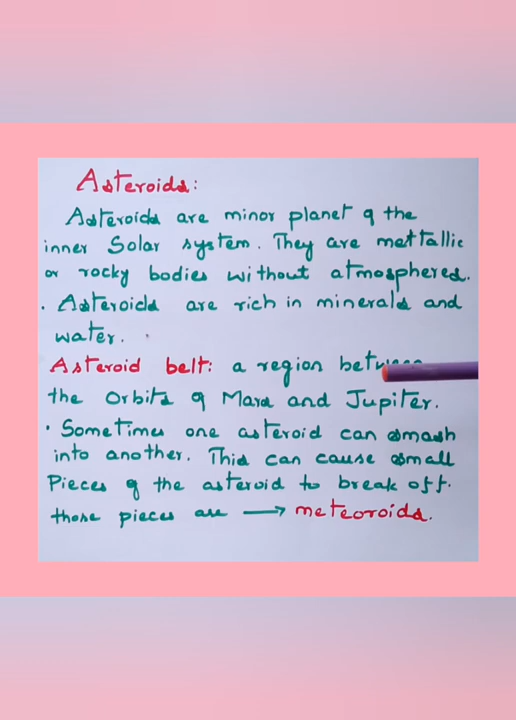 Asteroids:
Asteroids are minor planet of the
inner Solar system. They are mettallic
or rocky bodies without atmosphered.
. Asteroids are rich in minerals and
water.
Asteroid belt: a region between
the Orbits of Mars and Jupiter.
. Sometimes one asteroid can smash
into another. This can cause small
Pieces of the asteroid to break off.
those pieces are → meteoroids.